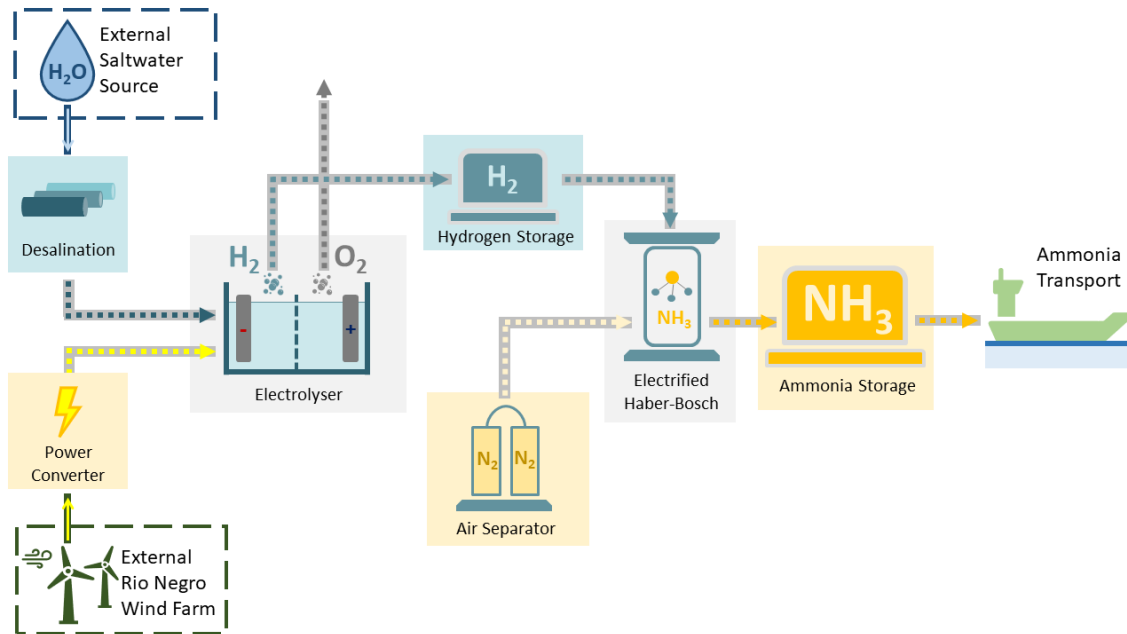 External
Saltwater
Source
H₂O
Desalination
H₂
O₂
-
+
Electrolyser
Power
Converter
External
Rio Negro
Wind Farm
H₂
Hydrogen Storage
N₂
N₂
Air Separator
NH₃
Electrified
Haber-Bosch
NH₃
Ammonia Storage
Ammonia
Transport